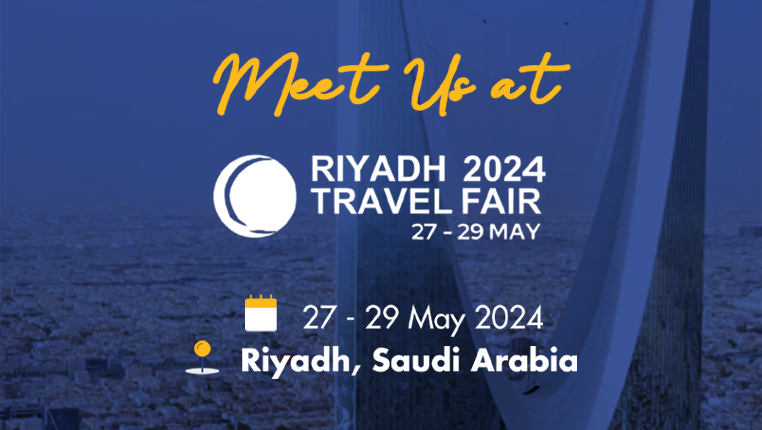 Meet Us at
RIYADH 2024
TRAVEL FAIR
27 - 29 MAY
27 - 29 May 2024
Riyadh, Saudi Arabia